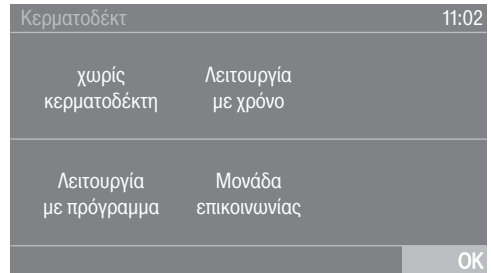 Κερματοδέκτ 11:02
χωρίς Λειτουργία
κερματοδέκτη με χρόνο
Λειτουργία Μονάδα
με πρόγραμμα επικοινωνίας
OK